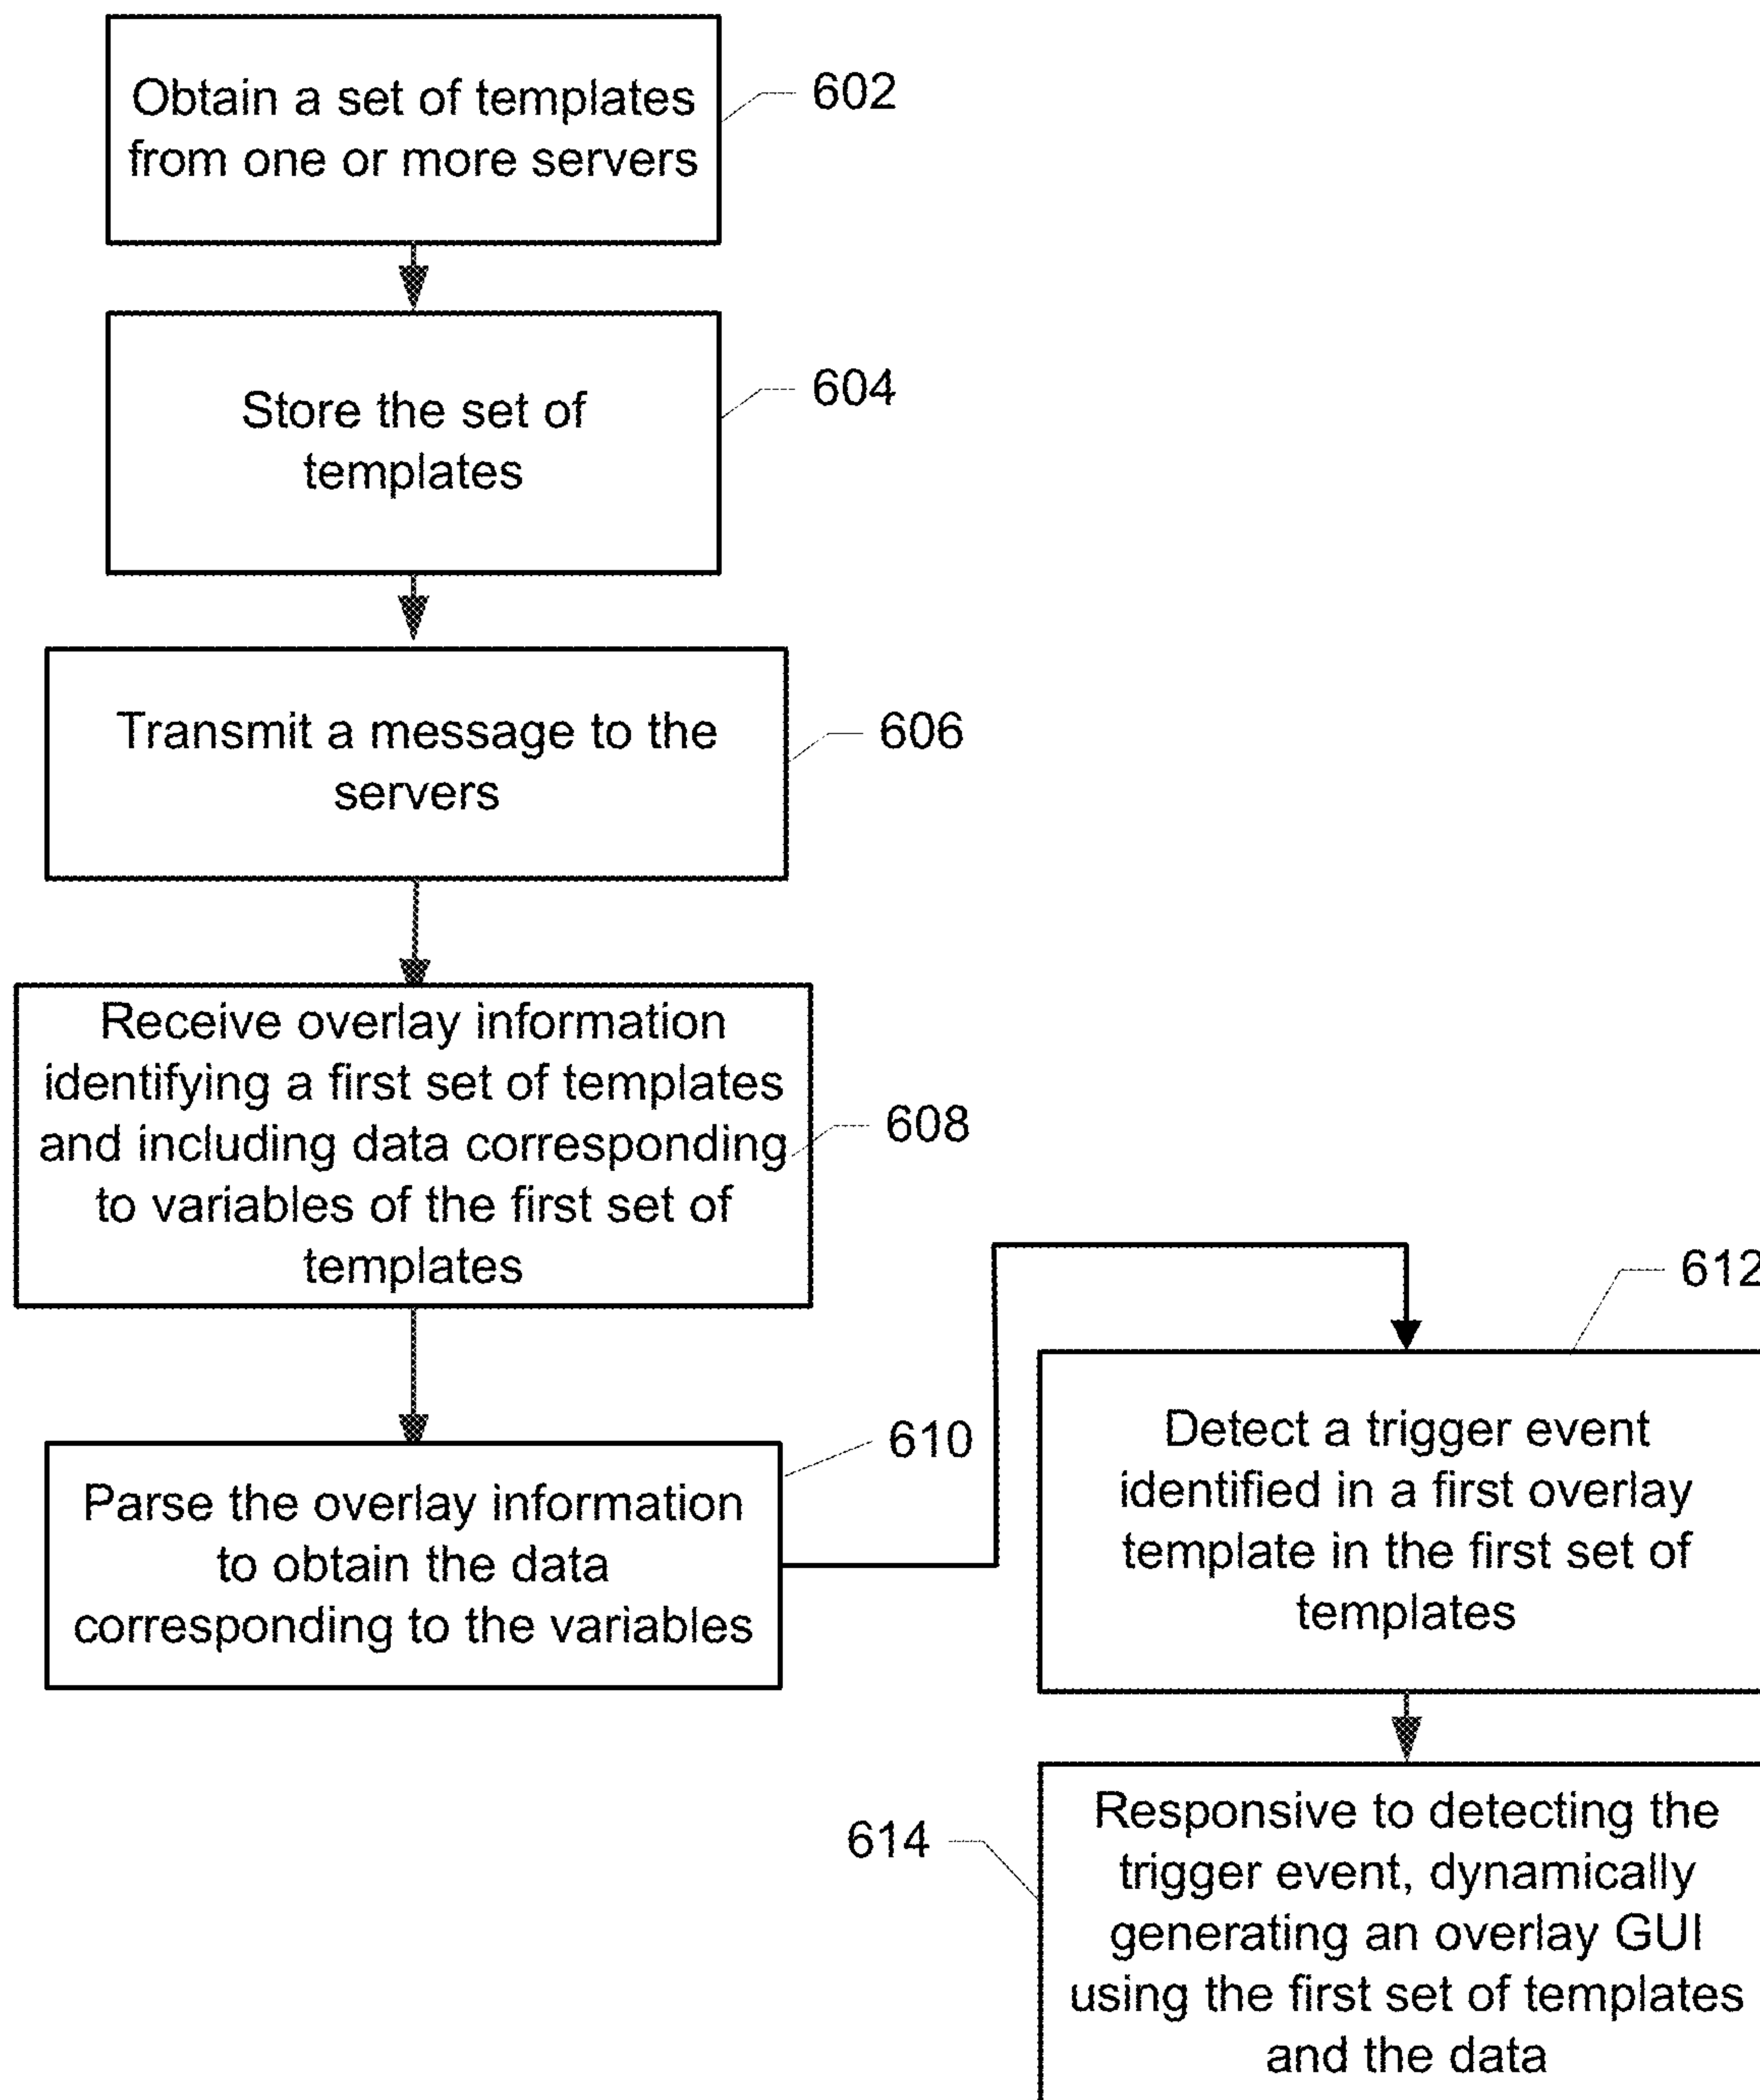 Obtain a set of templates
from one or more servers
602
Store the set of
templates
604
Transmit a message to the
servers
606
Receive overlay information
identifying a first set of templates
and including data corresponding
to variables of the first set of
templates
608
Parse the overlay information
to obtain the data
corresponding to the variables
610
612
Detect a trigger event
identified in a first overlay
template in the first set of
templates
614
Responsive to detecting the
trigger event, dynamically
generating an overlay GUI
using the first set of templates
and the data